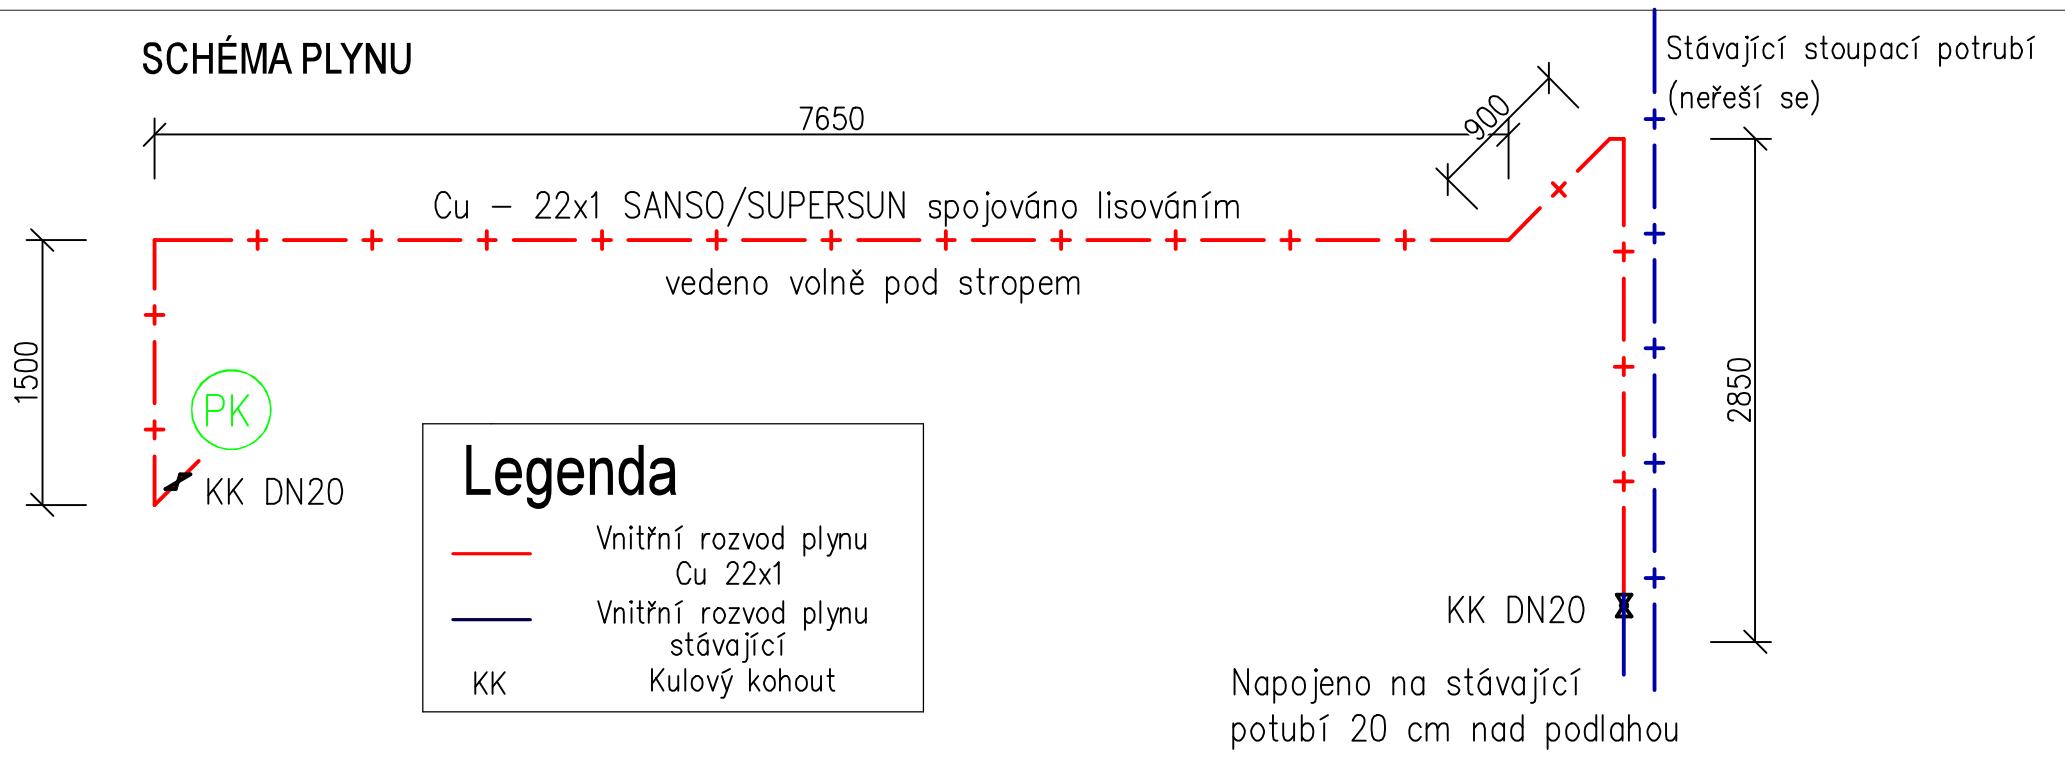 SCHÉMA PLYNU
Stávající stoupací potrubí
(neřeší se)
7650
900
Cu – 22x1 SANSO/SUPERSUN spojováno lisováním
vedeno volně pod stropem
1500
PK
KK DN20
2850
Legenda
Vnitřní rozvod plynu
Cu 22x1
Vnitřní rozvod plynu
stávající
KK Kulový kohout
KK DN20
Napojeno na stávající
potubí 20 cm nad podlahou